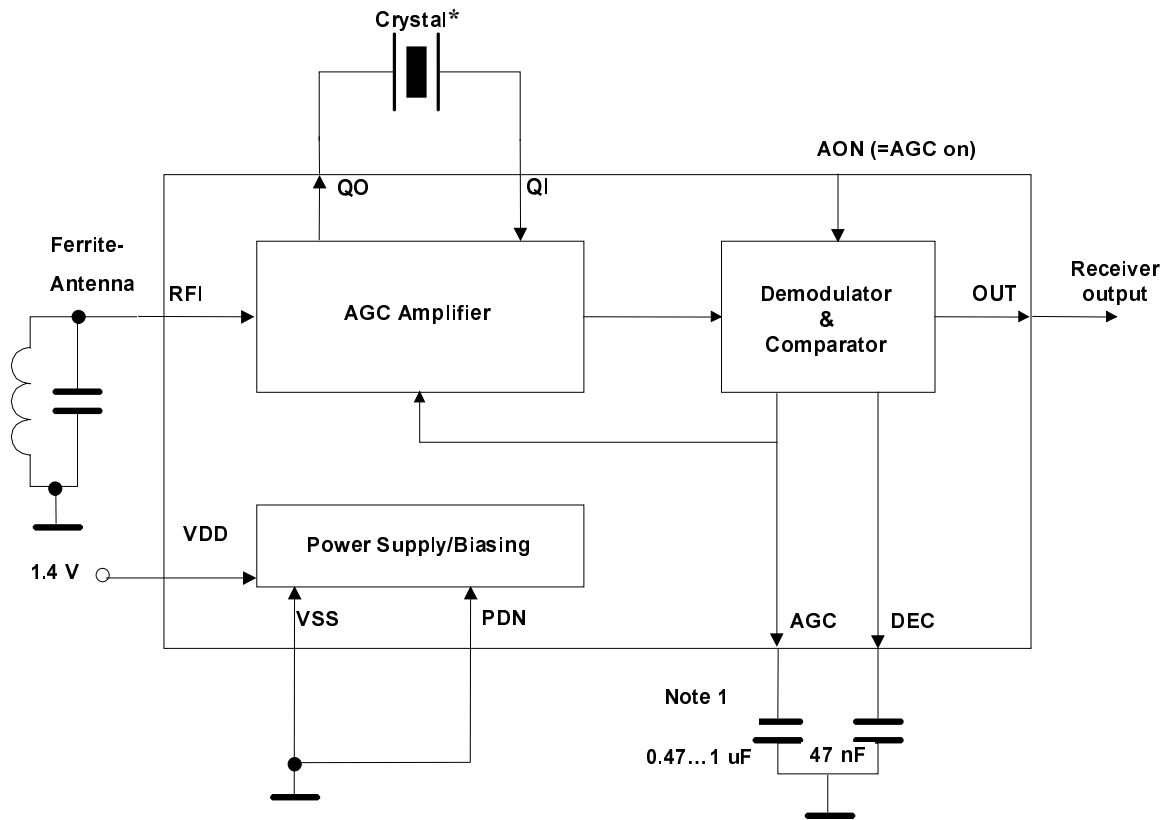 Crystal*
AON (=AGC on)
QO
QI
Ferrite-
Antenna
RFI
AGC Amplifier
Demodulator
&
Comparator
OUT
Receiver
output
VDD
1.4 V
Power Supply/Biasing
VSS
PDN
AGC
DEC
Note 1
0.47...1 uF
47 nF